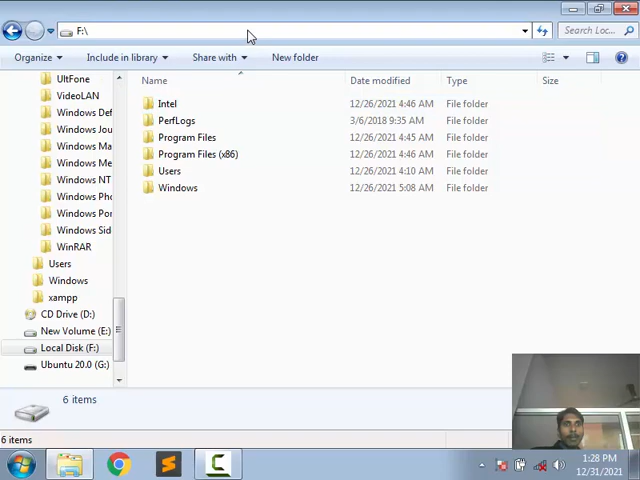 F:\
Search Loc...
Organize
Include in library
Share with
New folder
Name
Date modified
Type
Size
UltFone
VideoLAN
Windows Def
Windows Jou
Windows Ma
Windows Me
Windows NT
Windows Pho
Windows Por
Windows Side
WinRAR
Users
Windows
xampp
CD Drive (D:)
New Volume (E:)
Local Disk (F:)
Ubuntu 20.0 (G:)
Intel 12/26/2021 4:46 AM File folder
PerfLogs 3/6/2018 9:35 AM File folder
Program Files 12/26/2021 4:45 AM File folder
Program Files (x86) 12/26/2021 4:46 AM File folder
Users 12/26/2021 4:10 AM File folder
Windows 12/26/2021 5:08 AM File folder
6 items
6 items
1:28 PM
12/31/2021